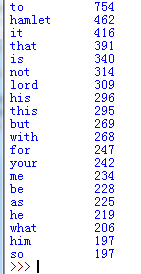 to 754
hamlet 462
it 416
that 391
is 340
not 314
lord 309
his 296
this 295
but 269
with 268
for 247
your 242
me 234
be 228
as 225
he 219
what 206
him 197
so 197
>>>